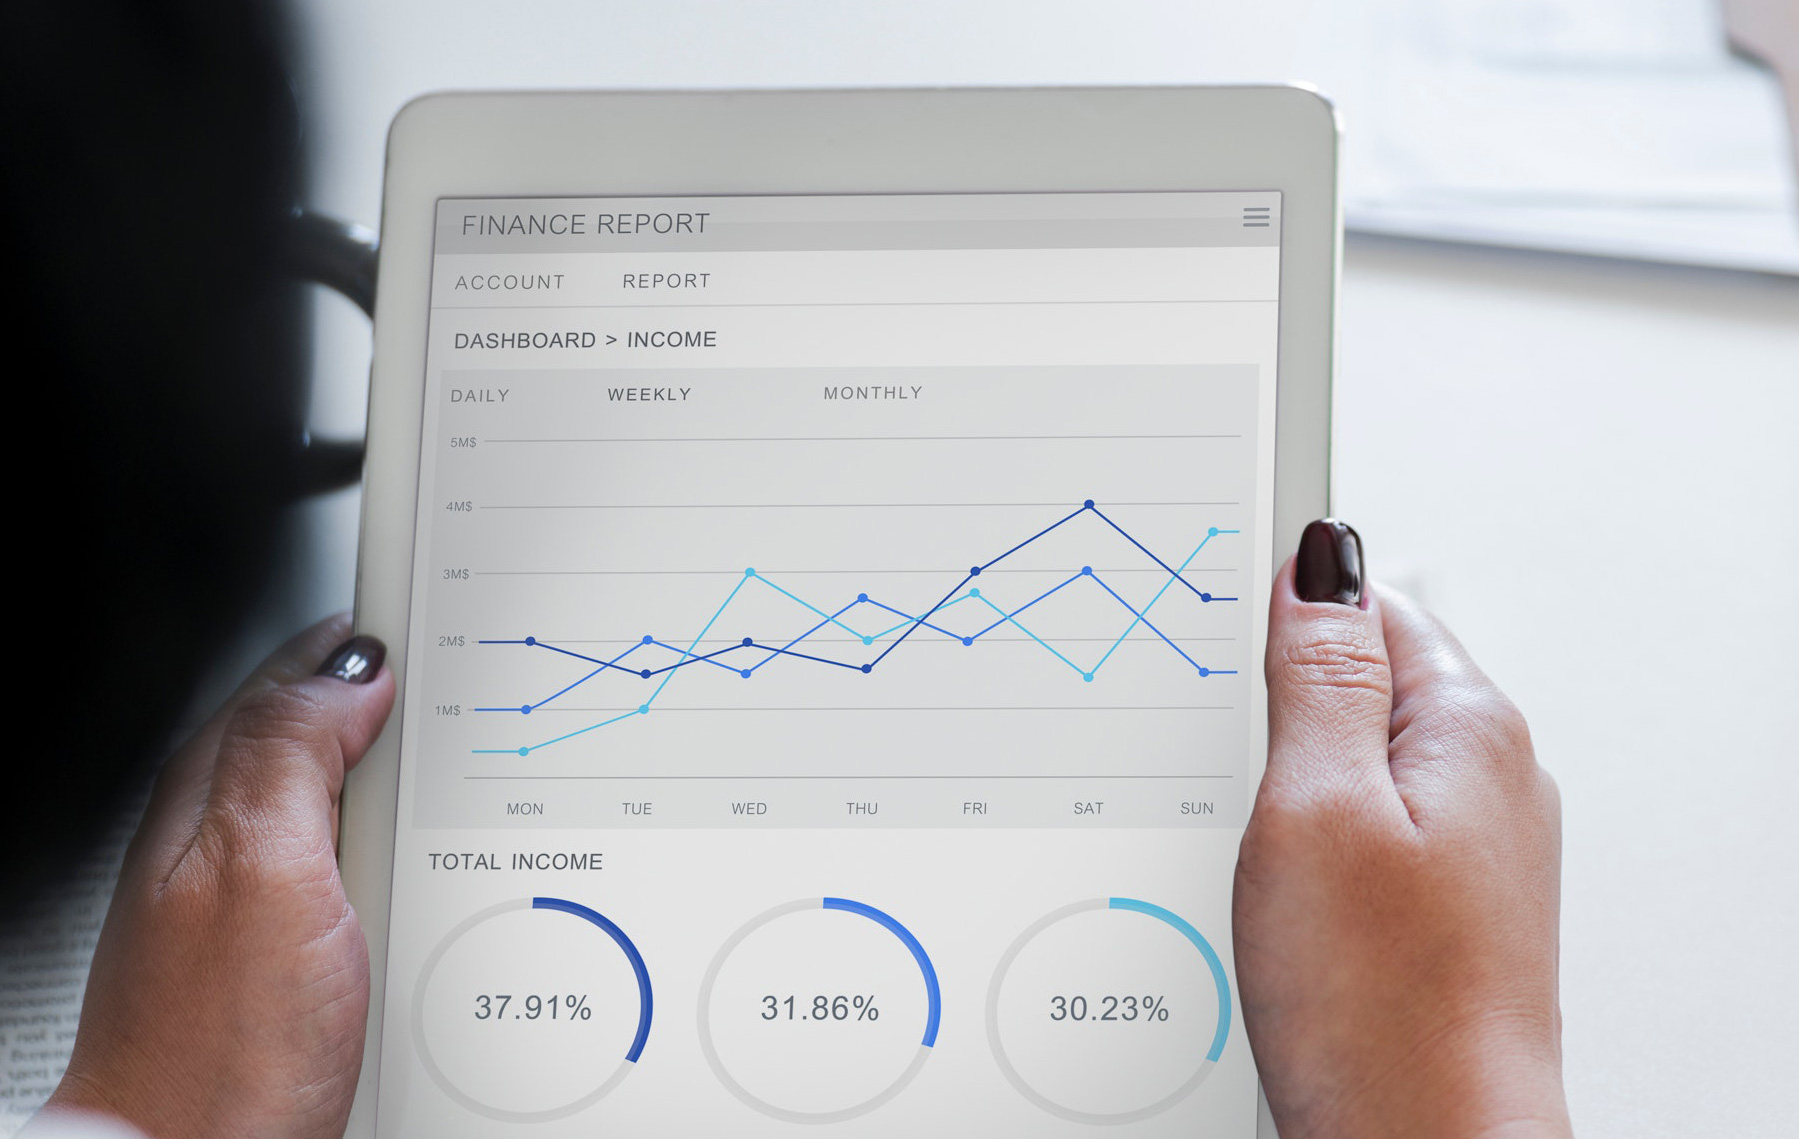 FINANCE REPORT
ACCOUNT REPORT
DASHBOARD > INCOME
DAILY WEEKLY MONTHLY
5M$
4M$
3M$
2M$
1M$
MON TUE WED THU FRI SAT SUN
TOTAL INCOME
37.91% 31.86% 30.23%